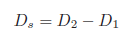 D_s = D_2 − D_1